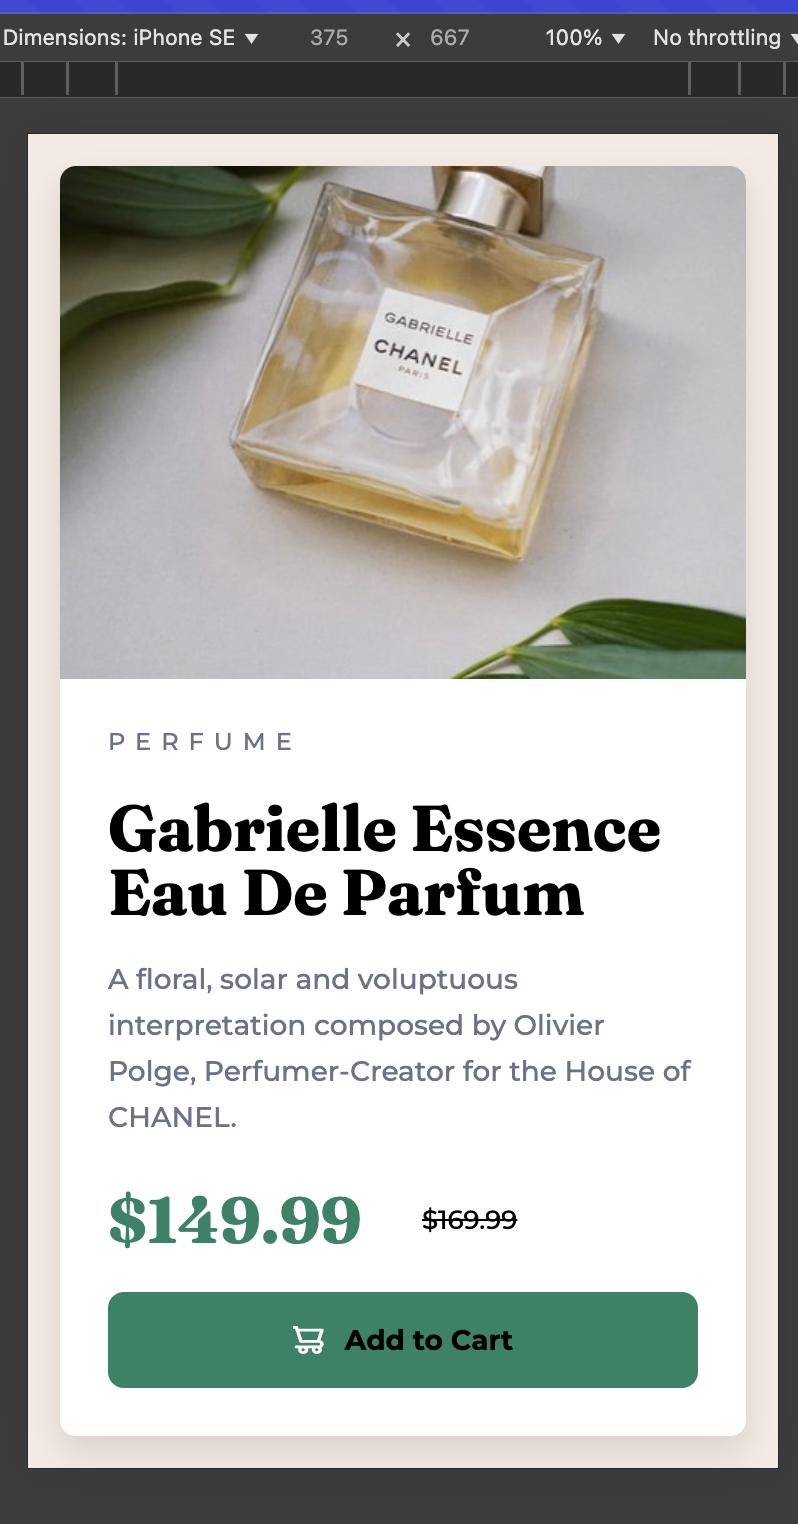 Dimensions: iPhone SE ▼ 375 × 667 100% ▼ No throttling ▼
GABRIELLE
CHANEL
PARIS
PERFUME
Gabrielle Essence
Eau De Parfum
A floral, solar and voluptuous
interpretation composed by Olivier
Polge, Perfumer-Creator for the House of
CHANEL.
$149.99 $169.99
Add to Cart